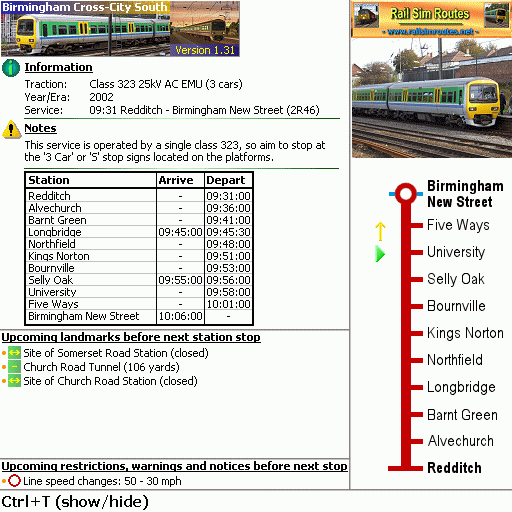 Birmingham Cross-City South
Version 1.31
Rail Sim Routes
- www.railsimroutes.net -
Information
Traction: Class 323 25kV AC EMU (3 cars)
Year/Era: 2002
Service: 09:31 Redditch - Birmingham New Street (2R46)
Notes
This service is operated by a single class 323, so aim to stop at
the '3 Car' or 'S' stop signs located on the platforms.
Station Arrive Depart
Redditch - 09:31:00
Alvechurch - 09:36:00
Barnt Green - 09:41:00
Longbridge 09:45:00 09:45:30
Northfield - 09:48:00
Kings Norton - 09:51:00
Bournville - 09:53:00
Selly Oak 09:55:00 09:56:00
University - 09:58:00
Five Ways - 10:01:00
Birmingham New Street 10:06:00 -
Upcoming landmarks before next station stop
Site of Somerset Road Station (closed)
Church Road Tunnel (106 yards)
Site of Church Road Station (closed)
Upcoming restrictions, warnings and notices before next stop
Line speed changes: 50 - 30 mph
Ctrl+T (show/hide)
Birmingham
New Street
Five Ways
University
Selly Oak
Bournville
Kings Norton
Northfield
Longbridge
Barnt Green
Alvechurch
Redditch